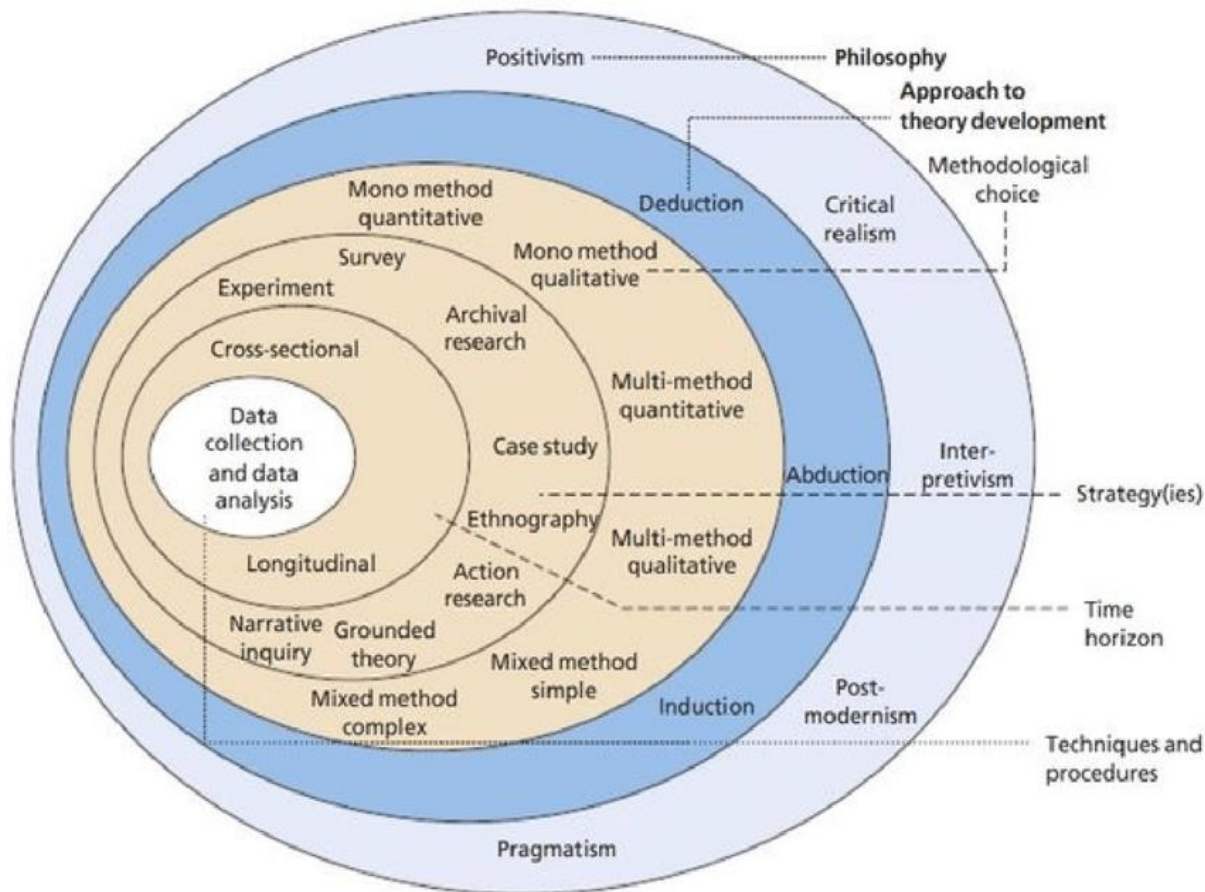 Positivism
Philosophy
Approach to
theory development
Methodological
choice
Mono method
quantitative
Deduction
Critical
realism
Survey
Mono method
qualitative
Experiment
Archival
research
Cross-sectional
Multi-method
quantitative
Data
collection
and data
analysis
Case study
Abduction
Inter-
pretivism
Strategy(ies)
Ethnography
Multi-method
qualitative
Longitudinal
Action
research
Time
horizon
Narrative
inquiry
Grounded
theory
Mixed method
simple
Mixed method
complex
Induction
Post-
modernism
Techniques and
procedures
Pragmatism